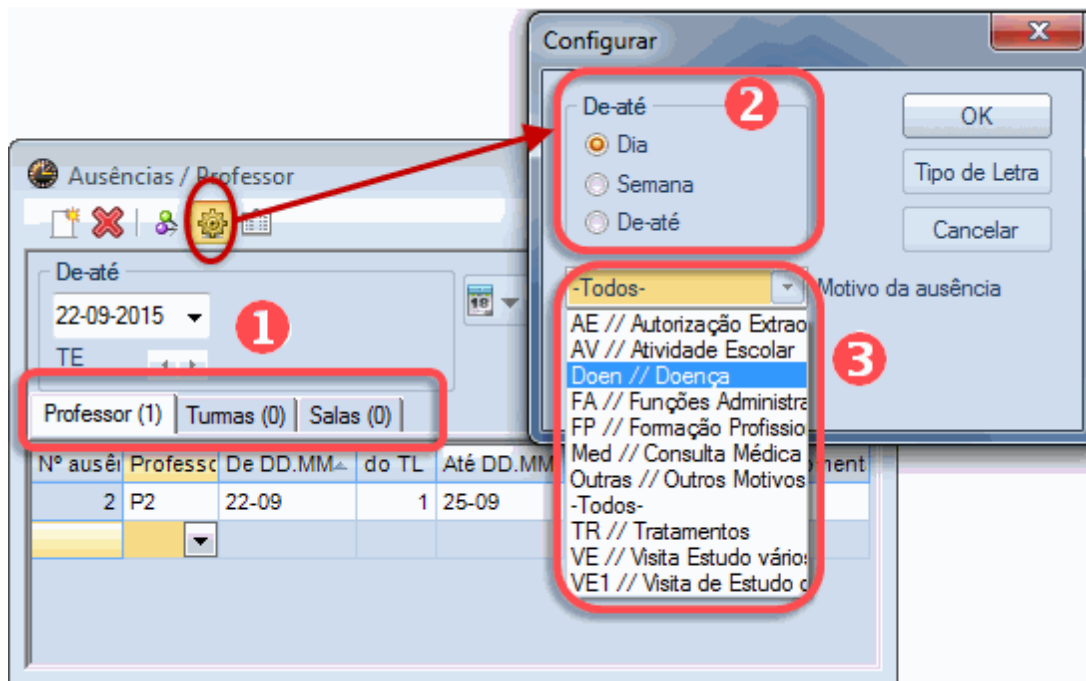 Configurar
De-até
2
Dia
Semana
De-até
OK
Tipo de Letra
Cancelar
-Todos-
Motivo da ausência
AE // Autorização Extrao
AV // Atividade Escolar
Doen // Doença
FA // Funções Administra
FP // Formação Profissio
Med // Consulta Médica
Outras // Outros Motivos
-Todos-
TR // Tratamentos
VE // Visita Estudo vário
VE1 // Visita de Estudo
3
Ausências / Professor
De-até
22-09-2015
18
1
TE
Professor (1) Turmas (0) Salas (0)
Nº ausê Professo De DD.MM do TL Até DD.MM
2 P2 22-09 1 25-09